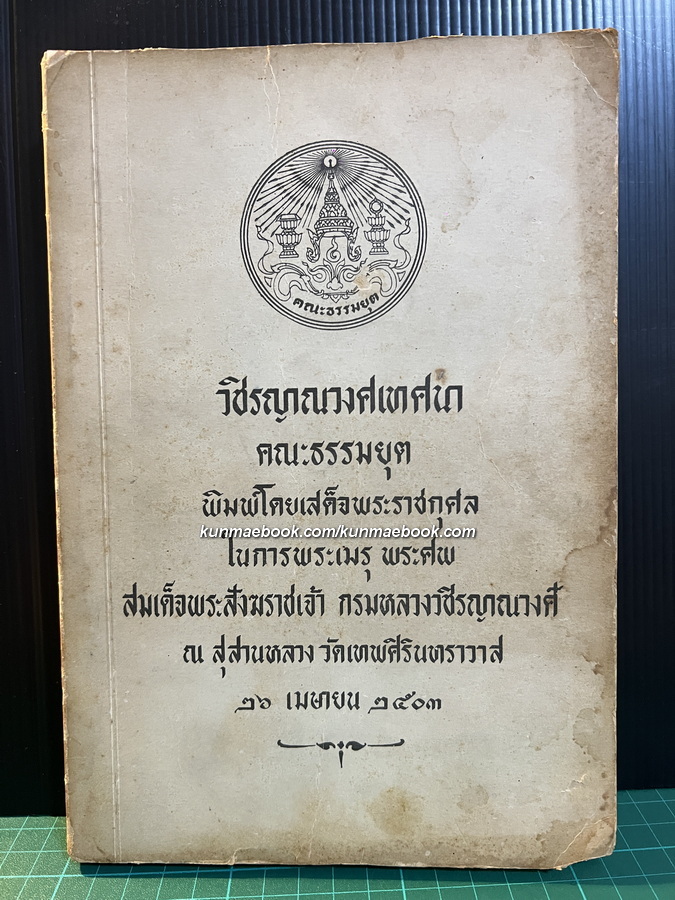 คณะธรรมยุต
วชิรญาณวงศเทศนา
คณะธรรมยุต
พิมพ์โดยเสด็จพระราชกุศล
kunmaebook.com/kunmaebook.com
ในการพระเมรุ พระศพ
สมเด็จพระสังฆราชเจ้า กรมหลวงวชิรญาณวงศ์
ณ สุสานหลวง วัดเทพศิรินทราวาส
๒๖ เมษายน ๒๕๐๓